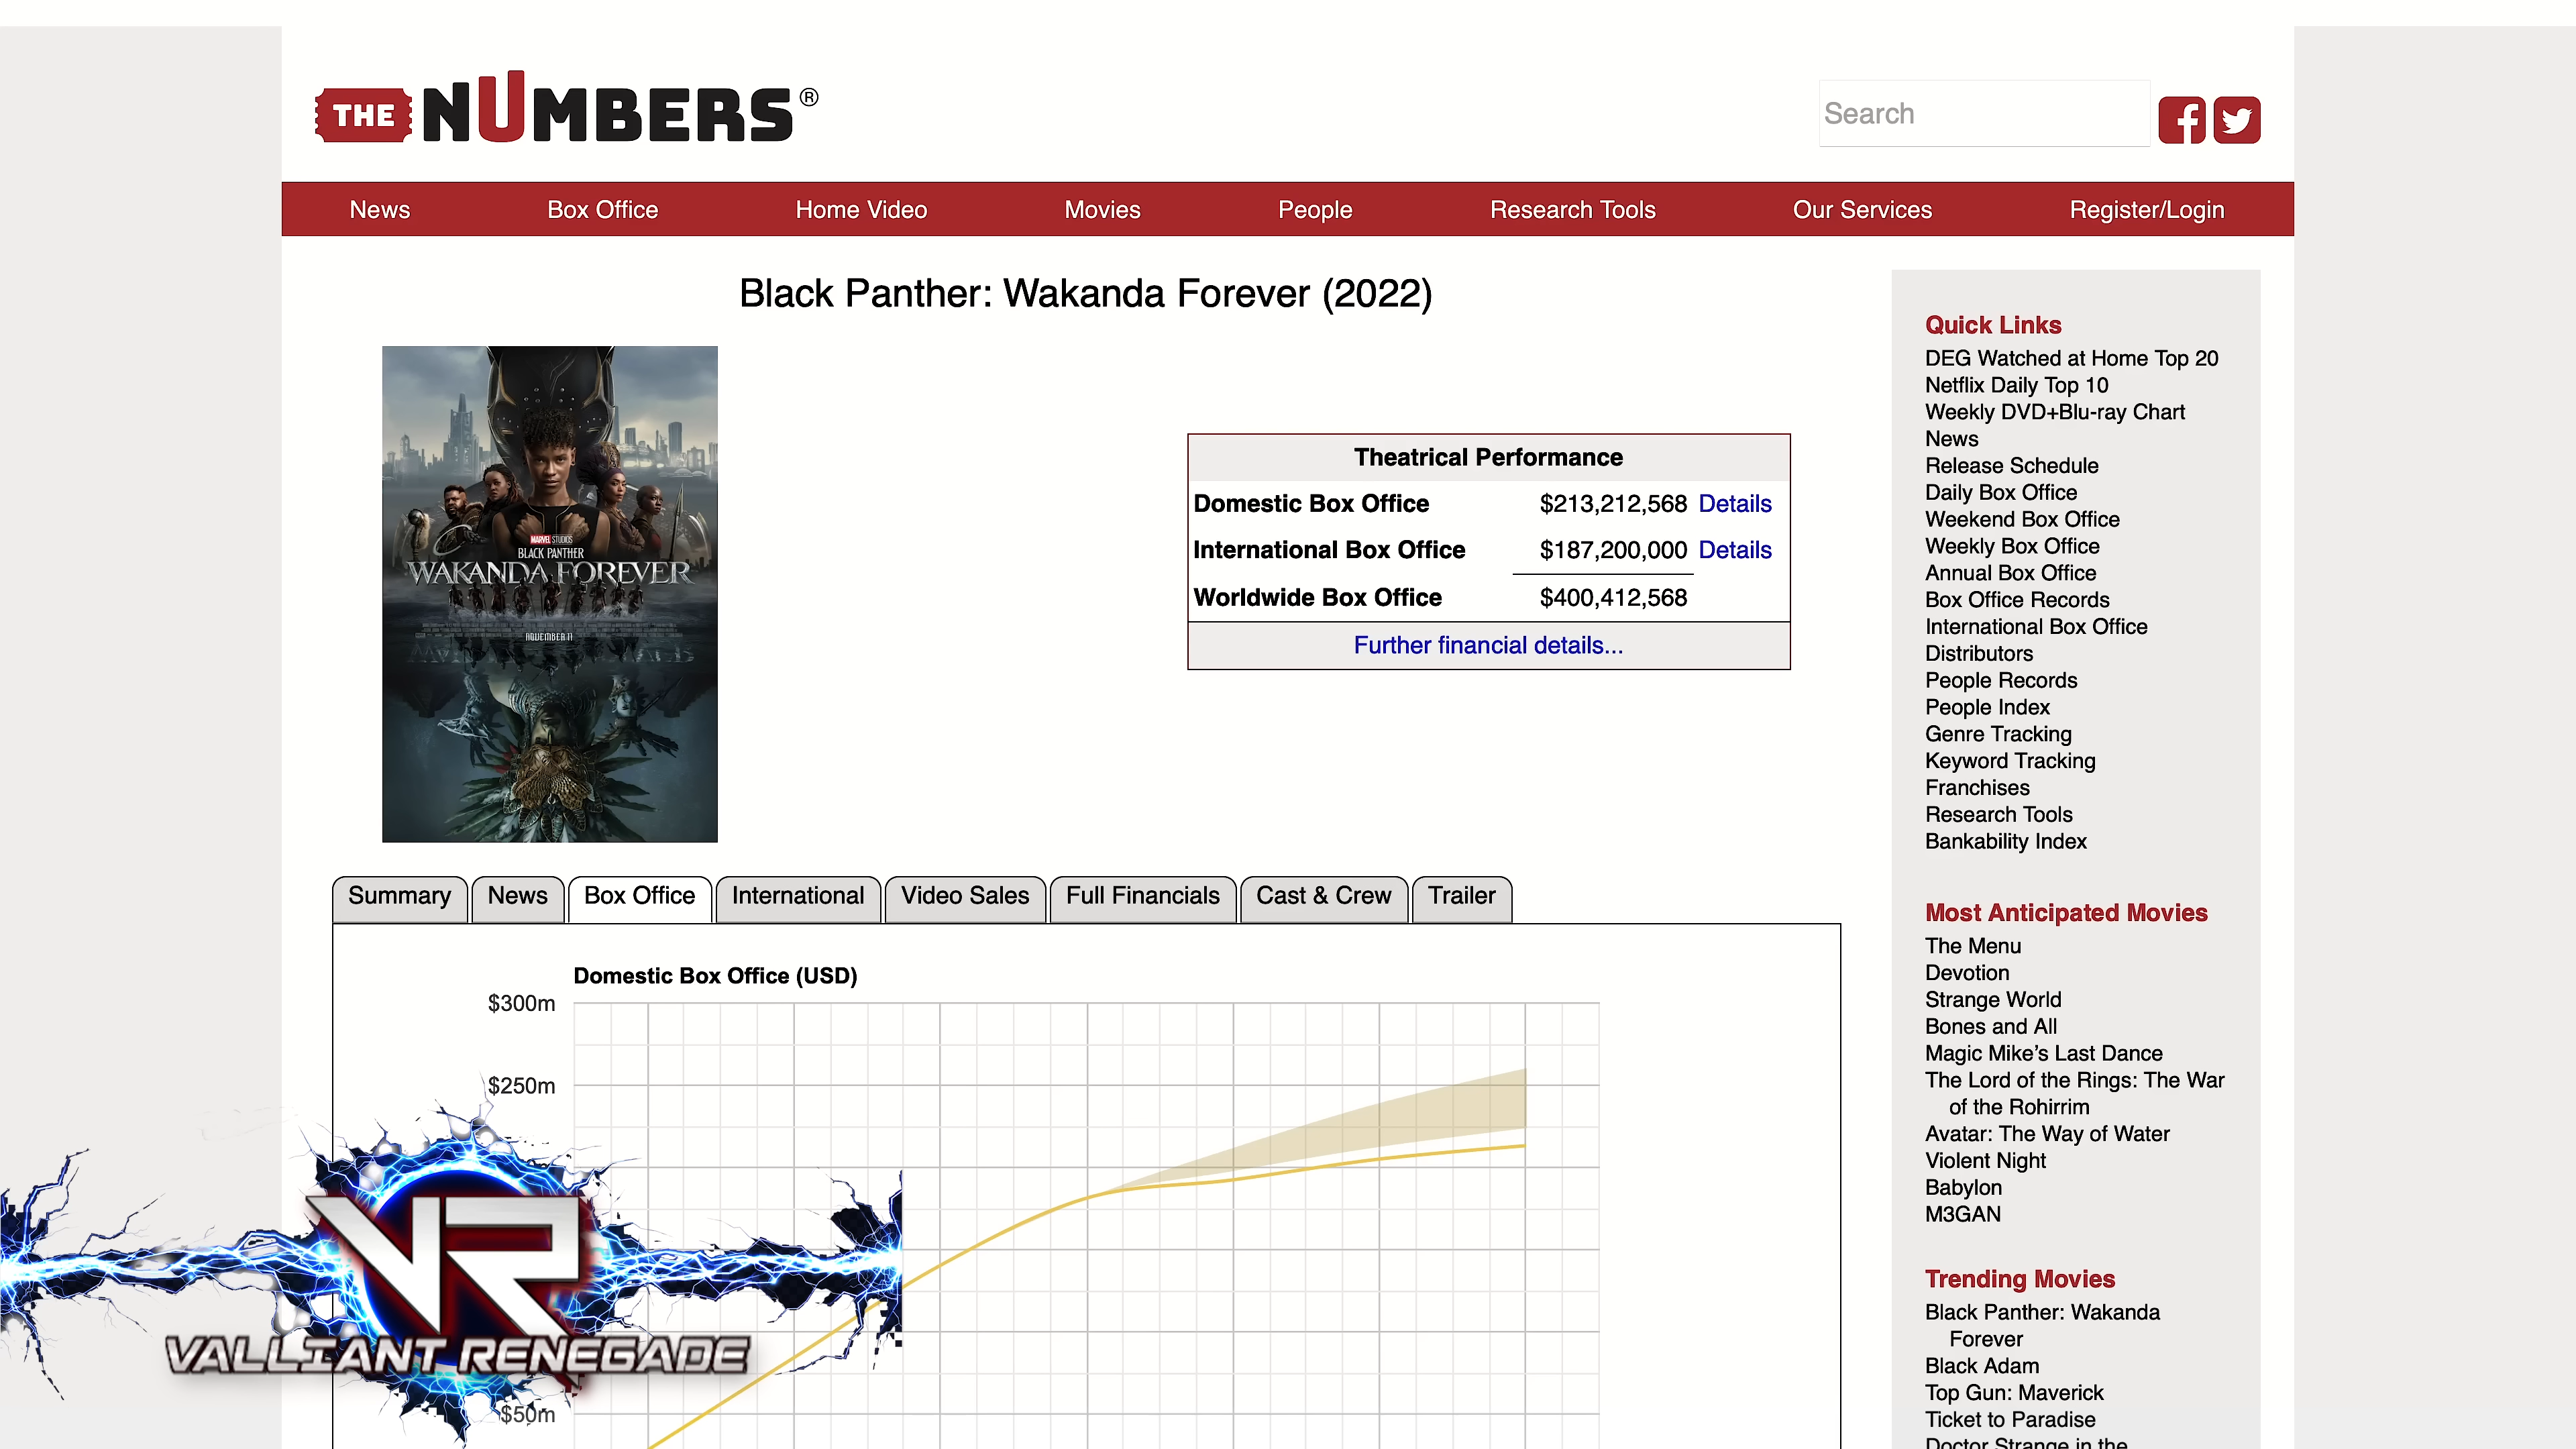 THE NUMBERS®
Search
News Box Office Home Video Movies People Research Tools Our Services Register/Login
Black Panther: Wakanda Forever (2022)
MARVEL STUDIOS
BLACK PANTHER
WAKANDA FOREVER
NOVEMBER 11
Theatrical Performance
Domestic Box Office $213,212,568 Details
International Box Office $187,200,000 Details
Worldwide Box Office $400,412,568
Further financial details...
Summary News Box Office International Video Sales Full Financials Cast & Crew Trailer
Domestic Box Office (USD)
$300m
$250m
$50m
VR
VALLIANT RENEGADE
Quick Links
DEG Watched at Home Top 20
Netflix Daily Top 10
Weekly DVD+Blu-ray Chart
News
Release Schedule
Daily Box Office
Weekend Box Office
Weekly Box Office
Annual Box Office
Box Office Records
International Box Office
Distributors
People Records
People Index
Genre Tracking
Keyword Tracking
Franchises
Research Tools
Bankability Index
Most Anticipated Movies
The Menu
Devotion
Strange World
Bones and All
Magic Mike's Last Dance
The Lord of the Rings: The War
of the Rohirrim
Avatar: The Way of Water
Violent Night
Babylon
M3GAN
Trending Movies
Black Panther: Wakanda
Forever
Black Adam
Top Gun: Maverick
Ticket to Paradise
Doctor Strange in the